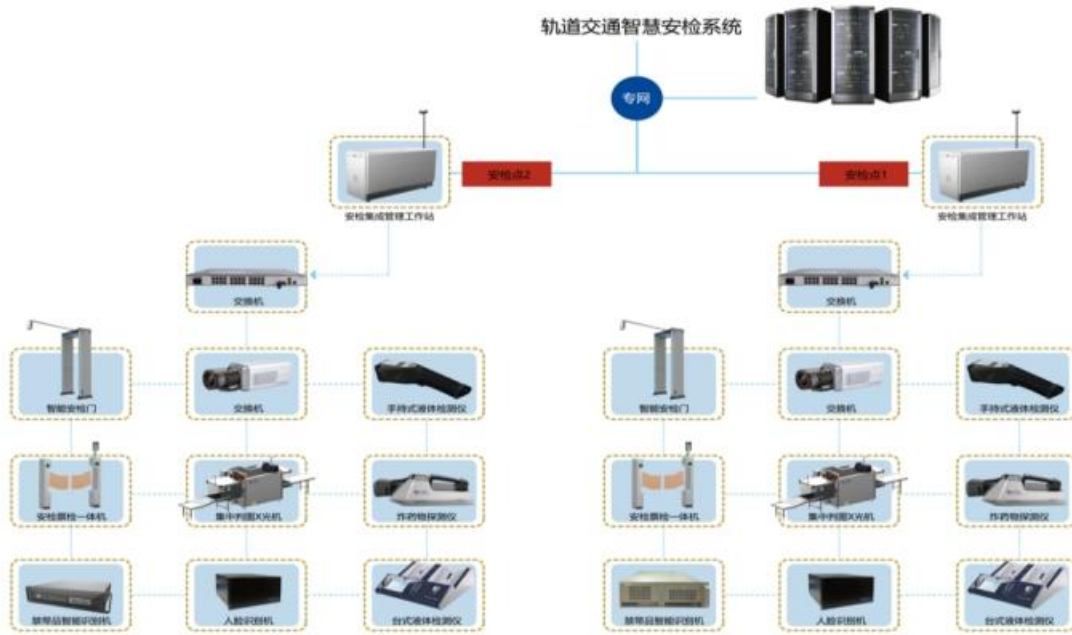 轨道交通智慧安检系统
专网
安检点2
安检点1
安检集成管理工作站
安检集成管理工作站
交换机
交换机
智能安检门
交换机
手持式液体检测仪
智能安检门
交换机
手持式液体检测仪
安检票检一体机
集中判图X光机
炸药物探测仪
安检票检一体机
集中判图X光机
炸药物探测仪
禁带品智能识别机
人脸识别机
台式液体检测仪
禁带品智能识别机
人脸识别机
台式液体检测仪